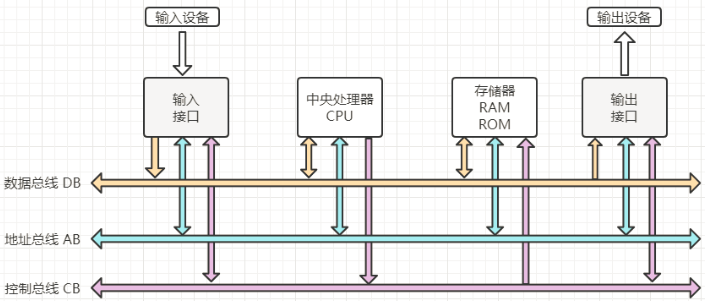 输入设备
输出设备
输入
接口
中央处理器
CPU
存储器
RAM
ROM
输出
接口
数据总线 DB
地址总线 AB
控制总线 CB